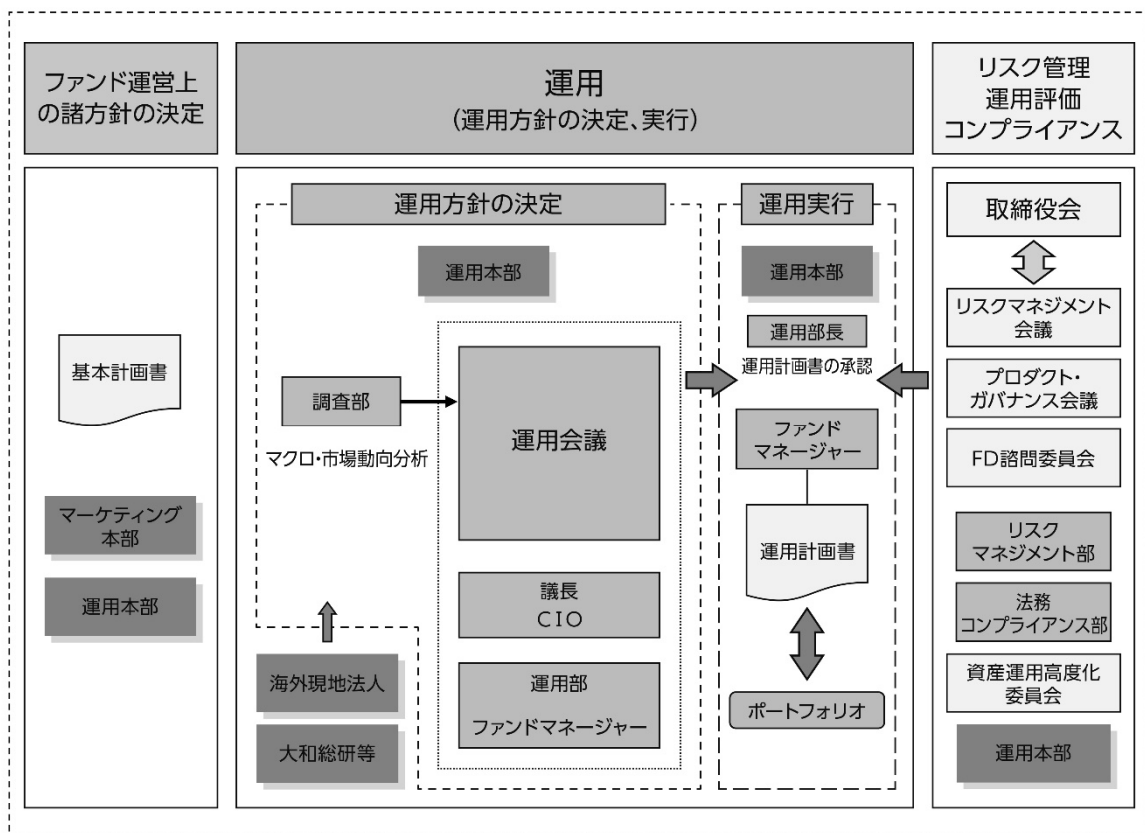 ファンド運営上
の諸方針の決定
運用
(運用方針の決定、実行)
リスク管理
運用評価
コンプライアンス
基本計画書
マーケティング
本部
運用本部
運用方針の決定
運用本部
調査部
マクロ・市場動向分析
運用会議
議長
CIO
運用部
ファンドマネージャー
海外現地法人
大和総研等
運用実行
運用本部
運用部長
運用計画書の承認
ファンド
マネージャー
運用計画書
ポートフォリオ
取締役会
リスクマネジメント
会議
プロダクト・
ガバナンス会議
FD諮問委員会
リスク
マネジメント部
法務
コンプライアンス部
資産運用高度化
委員会
運用本部